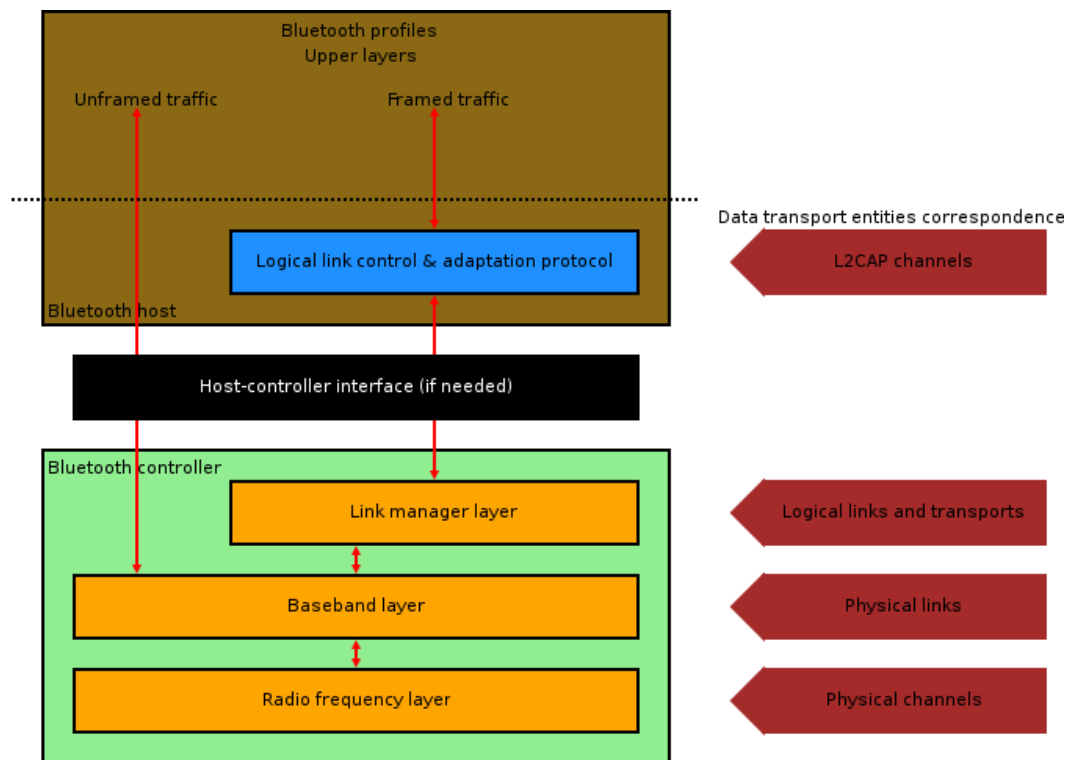 Bluetooth profiles
Upper layers
Unframed traffic
Framed traffic
Data transport entities correspondence
Logical link control & adaptation protocol
L2CAP channels
Bluetooth host
Host-controller interface (if needed)
Bluetooth controller
Link manager layer
Logical links and transports
Baseband layer
Physical links
Radio frequency layer
Physical channels